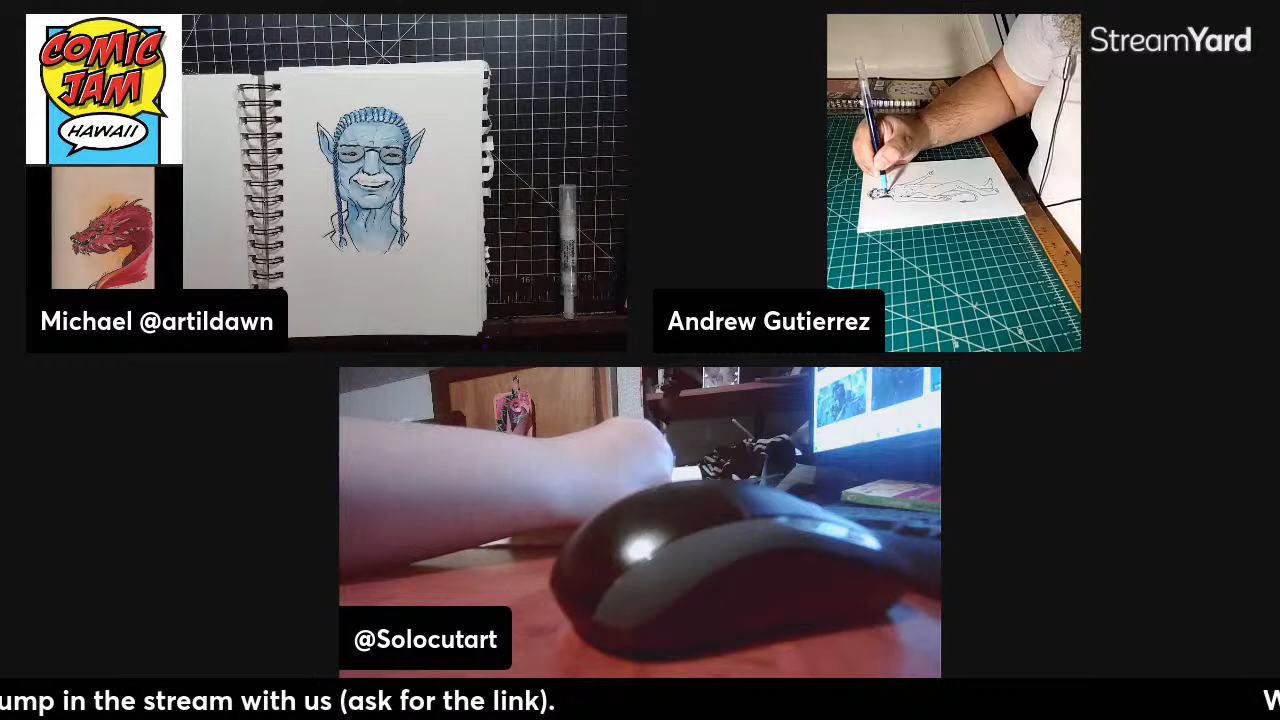 COMIC
JAM
HAWAII
StreamYard
Michael @artildawn
Andrew Gutierrez
@Solocutart
ump in the stream with us (ask for the link).
W